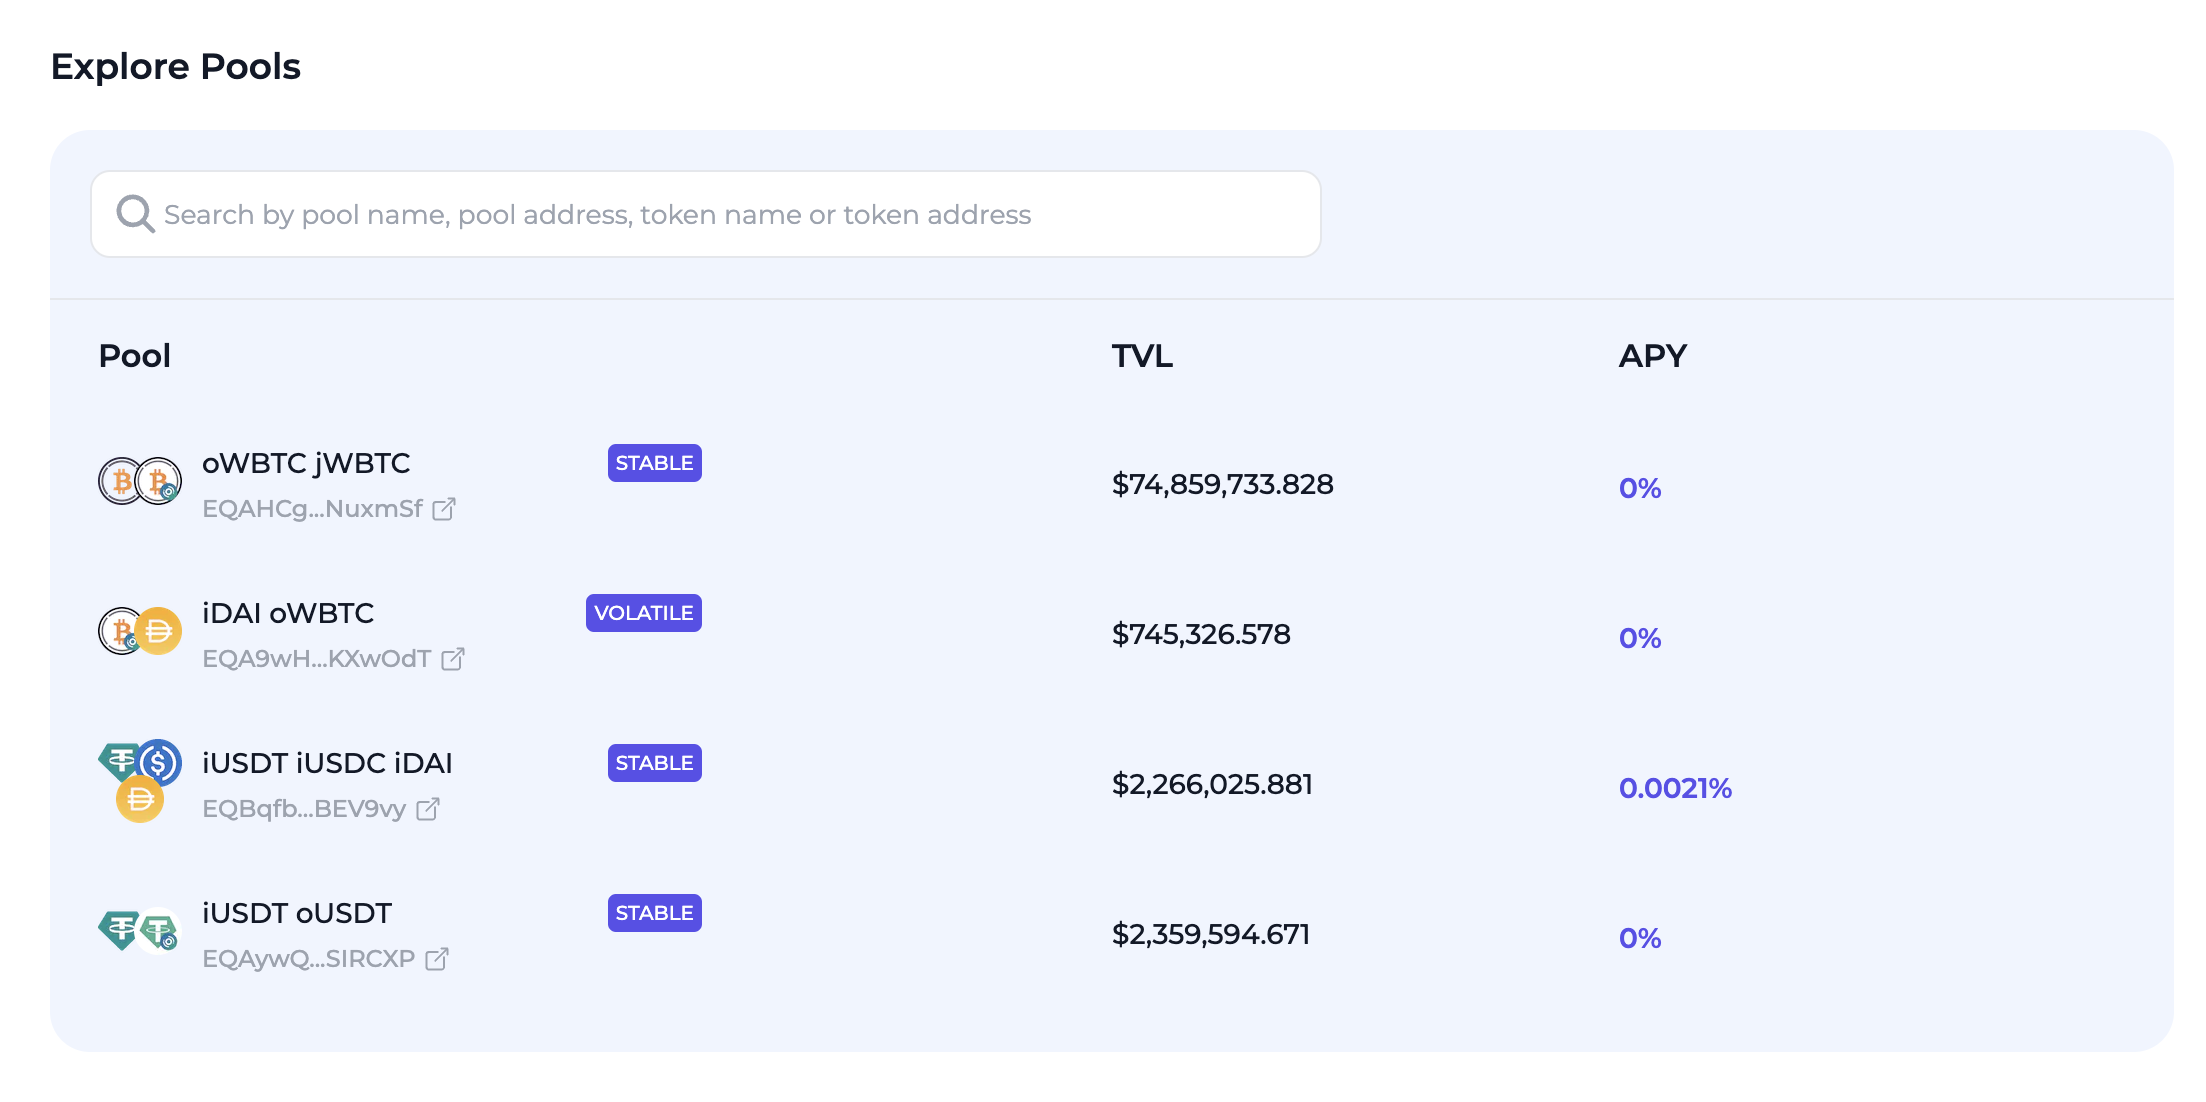 Explore Pools
Search by pool name, pool address, token name or token address
Pool TVL APY
oWBTC jWBTC STABLE
EQAHCg...NuxmSf
$74,859,733.828 0%
iDAI oWBTC VOLATILE
EQA9wH...KXwOdT
$745,326.578 0%
iUSDT iUSDC iDAI STABLE
EQBqfb...BEV9vy
$2,266,025.881 0.0021%
iUSDT oUSDT STABLE
EQAywQ...SIRCXP
$2,359,594.671 0%